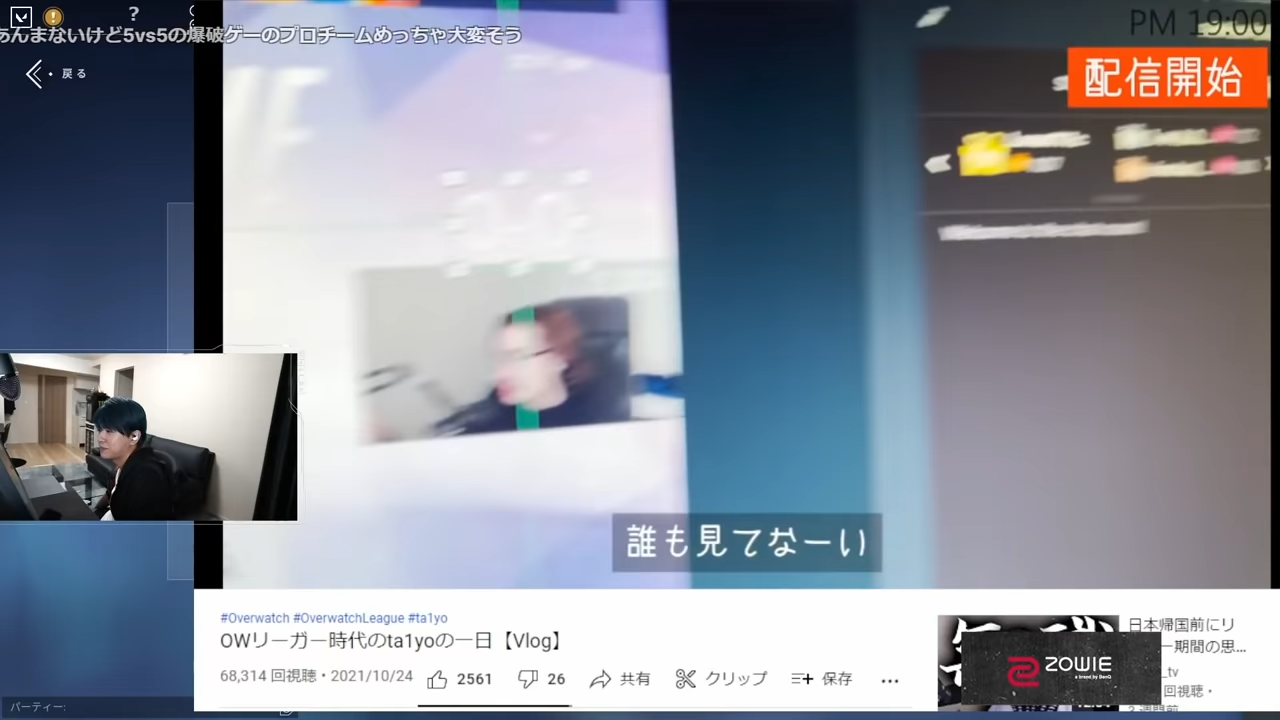 ?
あんまないけど5vs5の爆破ゲーのプロチームめっちゃ大変そう
戻る
PM 19:00
配信開始
誰も見てなーい
#Overwatch #OverwatchLeague #ta1yo
OWリーガー時代のta1yoの一日【Vlog】
68,314 回視聴・2021/10/24
2561
26
共有
クリップ
保存
日本帰国前にリ
一期間の思...
_tv
回視聴・
ZOWIE
a brand by BenQ
パーティー: